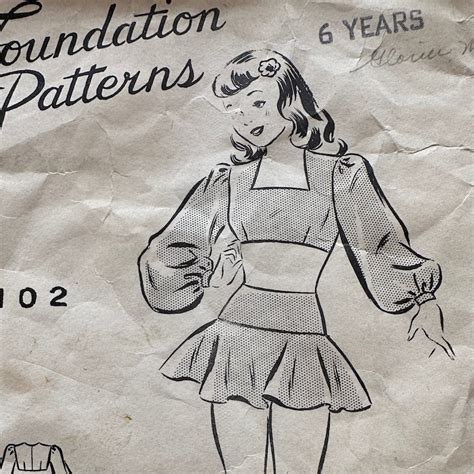 Foundation
Patterns
6 YEARS
102